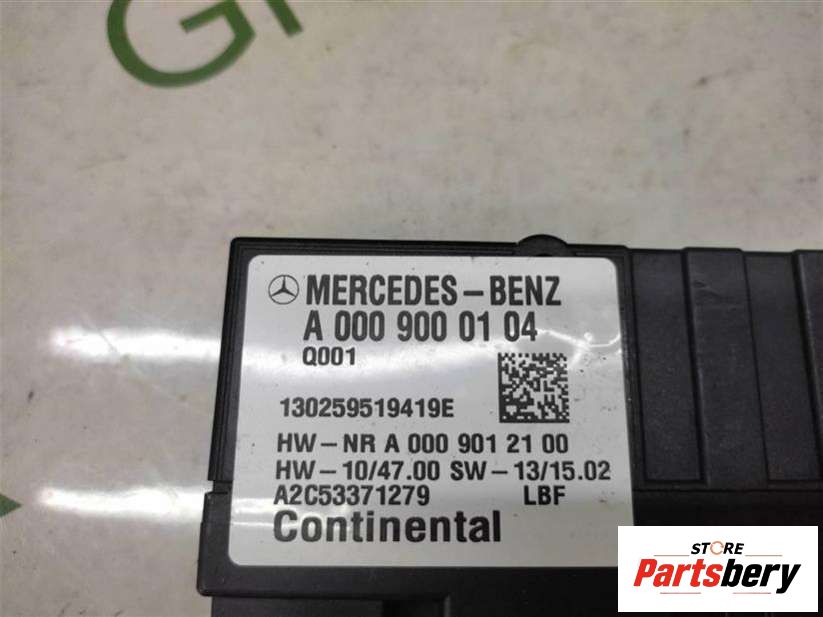 MERCEDES-BENZ
A 000 900 01 04
Q001
130259519419E
HW-NR A 000 901 21 00
HW-10/47.00 SW-13/15.02
A2C53371279 LBF
Continental
STORE
Partsbery